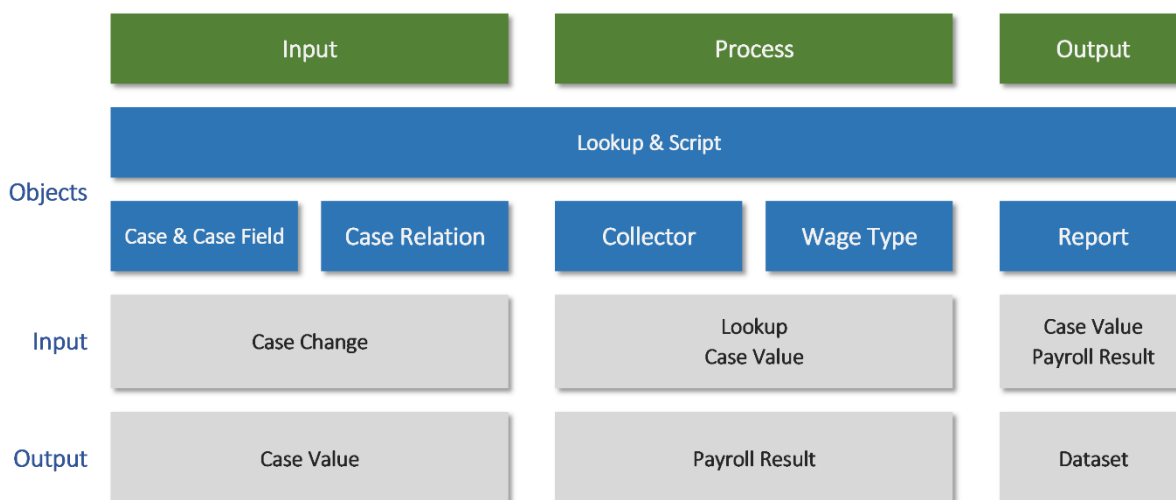 Input
Process
Output
Lookup & Script
Objects
Case & Case Field
Case Relation
Collector
Wage Type
Report
Input
Case Change
Lookup
Case Value
Case Value
Payroll Result
Output
Case Value
Payroll Result
Dataset